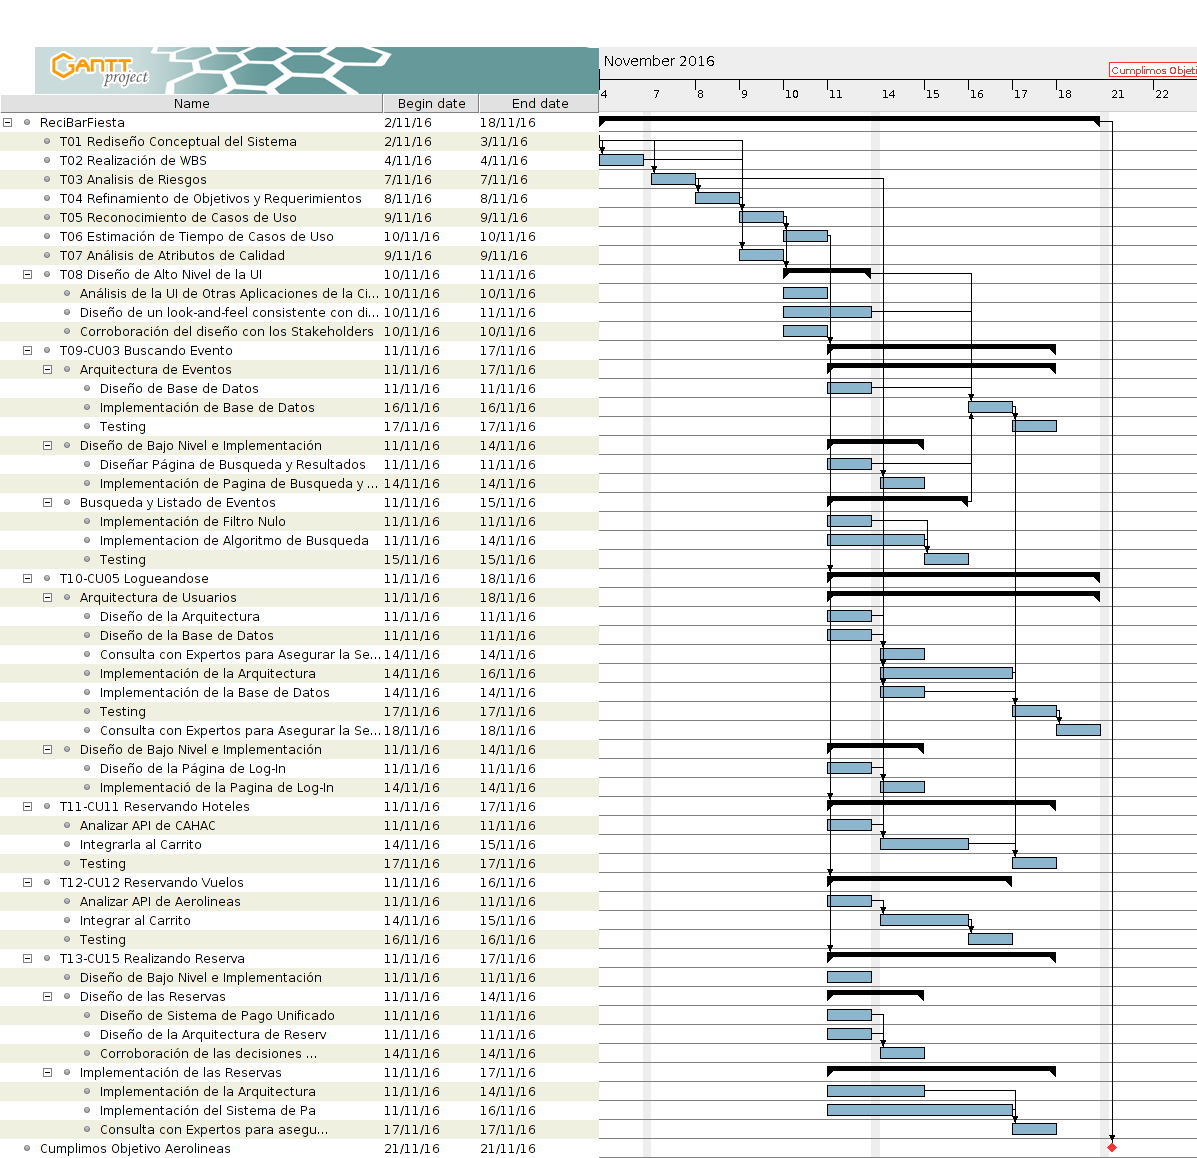 GANTT
project
November 2016
Cumplimos Objeti
4 7 8 9 10 11 14 15 16 17 18 21 22
Name Begin date End date
ReciBarFiesta 2/11/16 18/11/16
T01 Rediseño Conceptual del Sistema 2/11/16 3/11/16
T02 Realización de WBS 4/11/16 4/11/16
T03 Analisis de Riesgos 7/11/16 7/11/16
T04 Refinamiento de Objetivos y Requerimientos 8/11/16 8/11/16
T05 Reconocimiento de Casos de Uso 9/11/16 9/11/16
T06 Estimación de Tiempo de Casos de Uso 10/11/16 10/11/16
T07 Análisis de Atributos de Calidad 9/11/16 9/11/16
T08 Diseño de Alto Nivel de la UI 10/11/16 11/11/16
Análisis de la UI de Otras Aplicaciones de la Ci... 10/11/16 10/11/16
Diseño de un look-and-feel consistente con di... 10/11/16 11/11/16
Corroboración del diseño con los Stakeholders 10/11/16 10/11/16
T09-CU03 Buscando Evento 11/11/16 17/11/16
Arquitectura de Eventos 11/11/16 17/11/16
Diseño de Base de Datos 11/11/16 11/11/16
Implementación de Base de Datos 16/11/16 16/11/16
Testing 17/11/16 17/11/16
Diseño de Bajo Nivel e Implementación 11/11/16 14/11/16
Diseñar Página de Busqueda y Resultados 11/11/16 11/11/16
Implementación de Pagina de Busqueda y ... 14/11/16 14/11/16
Busqueda y Listado de Eventos 11/11/16 15/11/16
Implementación de Filtro Nulo 11/11/16 11/11/16
Implementacion de Algoritmo de Busqueda 11/11/16 14/11/16
Testing 15/11/16 15/11/16
T10-CU05 Logueandose 11/11/16 18/11/16
Arquitectura de Usuarios 11/11/16 18/11/16
Diseño de la Arquitectura 11/11/16 11/11/16
Diseño de la Base de Datos 11/11/16 11/11/16
Consulta con Expertos para Asegurar la Se... 14/11/16 14/11/16
Implementación de la Arquitectura 14/11/16 16/11/16
Implementación de la Base de Datos 14/11/16 14/11/16
Testing 17/11/16 17/11/16
Consulta con Expertos para Asegurar la Se... 18/11/16 18/11/16
Diseño de Bajo Nivel e Implementación 11/11/16 14/11/16
Diseño de la Página de Log-In 11/11/16 11/11/16
Implementació de la Pagina de Log-In 14/11/16 14/11/16
T11-CU11 Reservando Hoteles 11/11/16 17/11/16
Analizar API de CAHAC 11/11/16 11/11/16
Integrarla al Carrito 14/11/16 15/11/16
Testing 17/11/16 17/11/16
T12-CU12 Reservando Vuelos 11/11/16 16/11/16
Analizar API de Aerolineas 11/11/16 11/11/16
Integrar al Carrito 14/11/16 15/11/16
Testing 16/11/16 16/11/16
T13-CU15 Realizando Reserva 11/11/16 17/11/16
Diseño de Bajo Nivel e Implementación 11/11/16 11/11/16
Diseño de las Reservas 11/11/16 14/11/16
Diseño de Sistema de Pago Unificado 11/11/16 11/11/16
Diseño de la Arquitectura de Reserv 11/11/16 11/11/16
Corroboración de las decisiones ... 14/11/16 14/11/16
Implementación de las Reservas 11/11/16 17/11/16
Implementación de la Arquitectura 11/11/16 14/11/16
Implementación del Sistema de Pa 11/11/16 16/11/16
Consulta con Expertos para asegu... 17/11/16 17/11/16
Cumplimos Objetivo Aerolineas 21/11/16 21/11/16